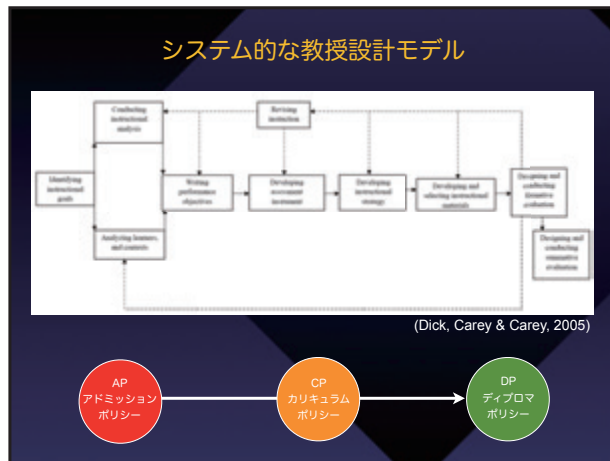 システム的な教授設計モデル
Conducting
instructional
analysis
Revising
instruction
Identifying
instructional
goals
Writing
performance
objectives
Developing
assessment
instrument
Developing
instructional
strategy
Developing and
selecting instructional
materials
Designing and
conducting
formative
evaluation
Analyzing learners,
and contexts
Designing and
conducting
summative
evaluation
(Dick, Carey & Carey, 2005)
AP
アドミッション
ポリシー
CP
カリキュラム
ポリシー
DP
ディプロマ
ポリシー